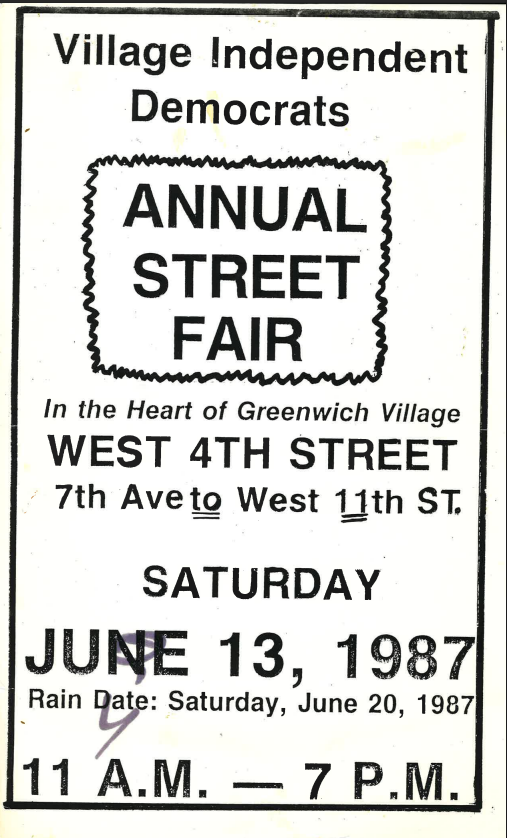 Village Independent
Democrats
ANNUAL
STREET
FAIR
In the Heart of Greenwich Village
WEST 4TH STREET
7th Ave to West 11th ST.
SATURDAY
JUNE 13, 1987
Rain Date: Saturday, June 20, 1987
11 A.M. — 7 P.M.